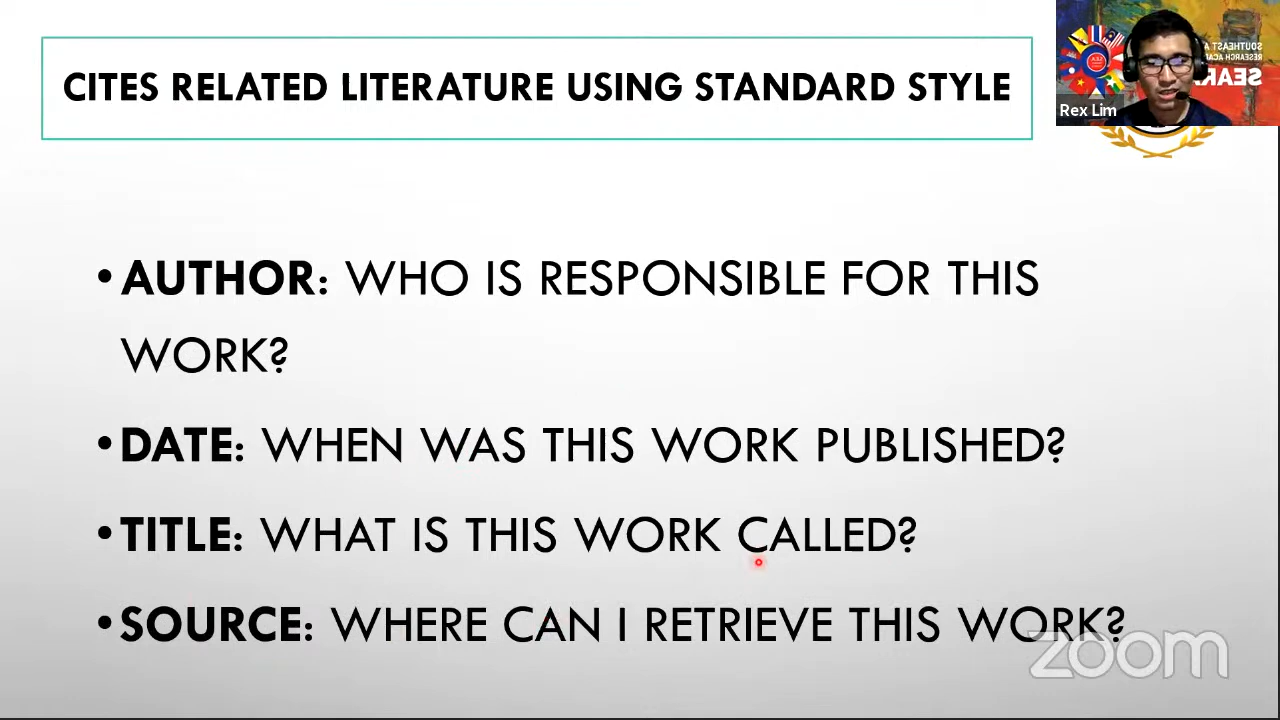 CITES RELATED LITERATURE USING STANDARD STYLE
Rex Lim
• AUTHOR: WHO IS RESPONSIBLE FOR THIS
WORK?
• DATE: WHEN WAS THIS WORK PUBLISHED?
• TITLE: WHAT IS THIS WORK CALLED?
• SOURCE: WHERE CAN I RETRIEVE THIS WORK?
zoom